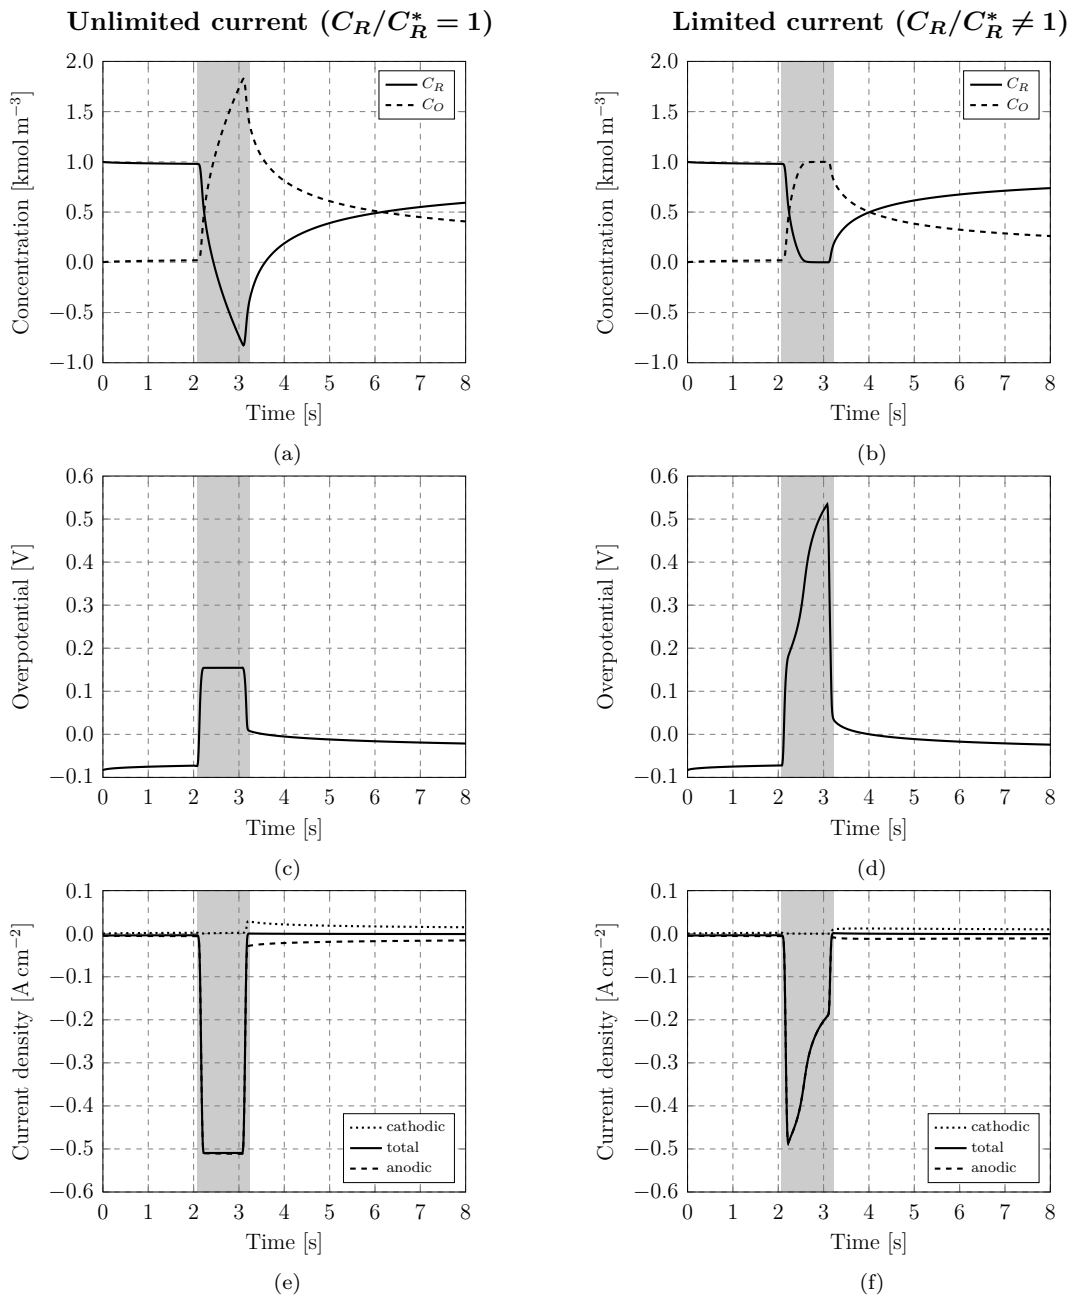 Unlimited current (C_R/C_R^* = 1)
Limited current (C_R/C_R^* ≠ 1)
2.0
1.5
1.0
0.5
0.0
−0.5
−1.0
Concentration [kmol m^−3]
C_R
C_O
0 1 2 3 4 5 6 7 8
Time [s]
(a)
2.0
1.5
1.0
0.5
0.0
−0.5
−1.0
Concentration [kmol m^−3]
C_R
C_O
0 1 2 3 4 5 6 7 8
Time [s]
(b)
0.6
0.5
0.4
0.3
0.2
0.1
0.0
−0.1
Overpotential [V]
0 1 2 3 4 5 6 7 8
Time [s]
(c)
0.6
0.5
0.4
0.3
0.2
0.1
0.0
−0.1
Overpotential [V]
0 1 2 3 4 5 6 7 8
Time [s]
(d)
0.1
0.0
−0.1
−0.2
−0.3
−0.4
−0.5
−0.6
Current density [A cm^−2]
cathodic
total
anodic
0 1 2 3 4 5 6 7 8
Time [s]
(e)
0.1
0.0
−0.1
−0.2
−0.3
−0.4
−0.5
−0.6
Current density [A cm^−2]
cathodic
total
anodic
0 1 2 3 4 5 6 7 8
Time [s]
(f)